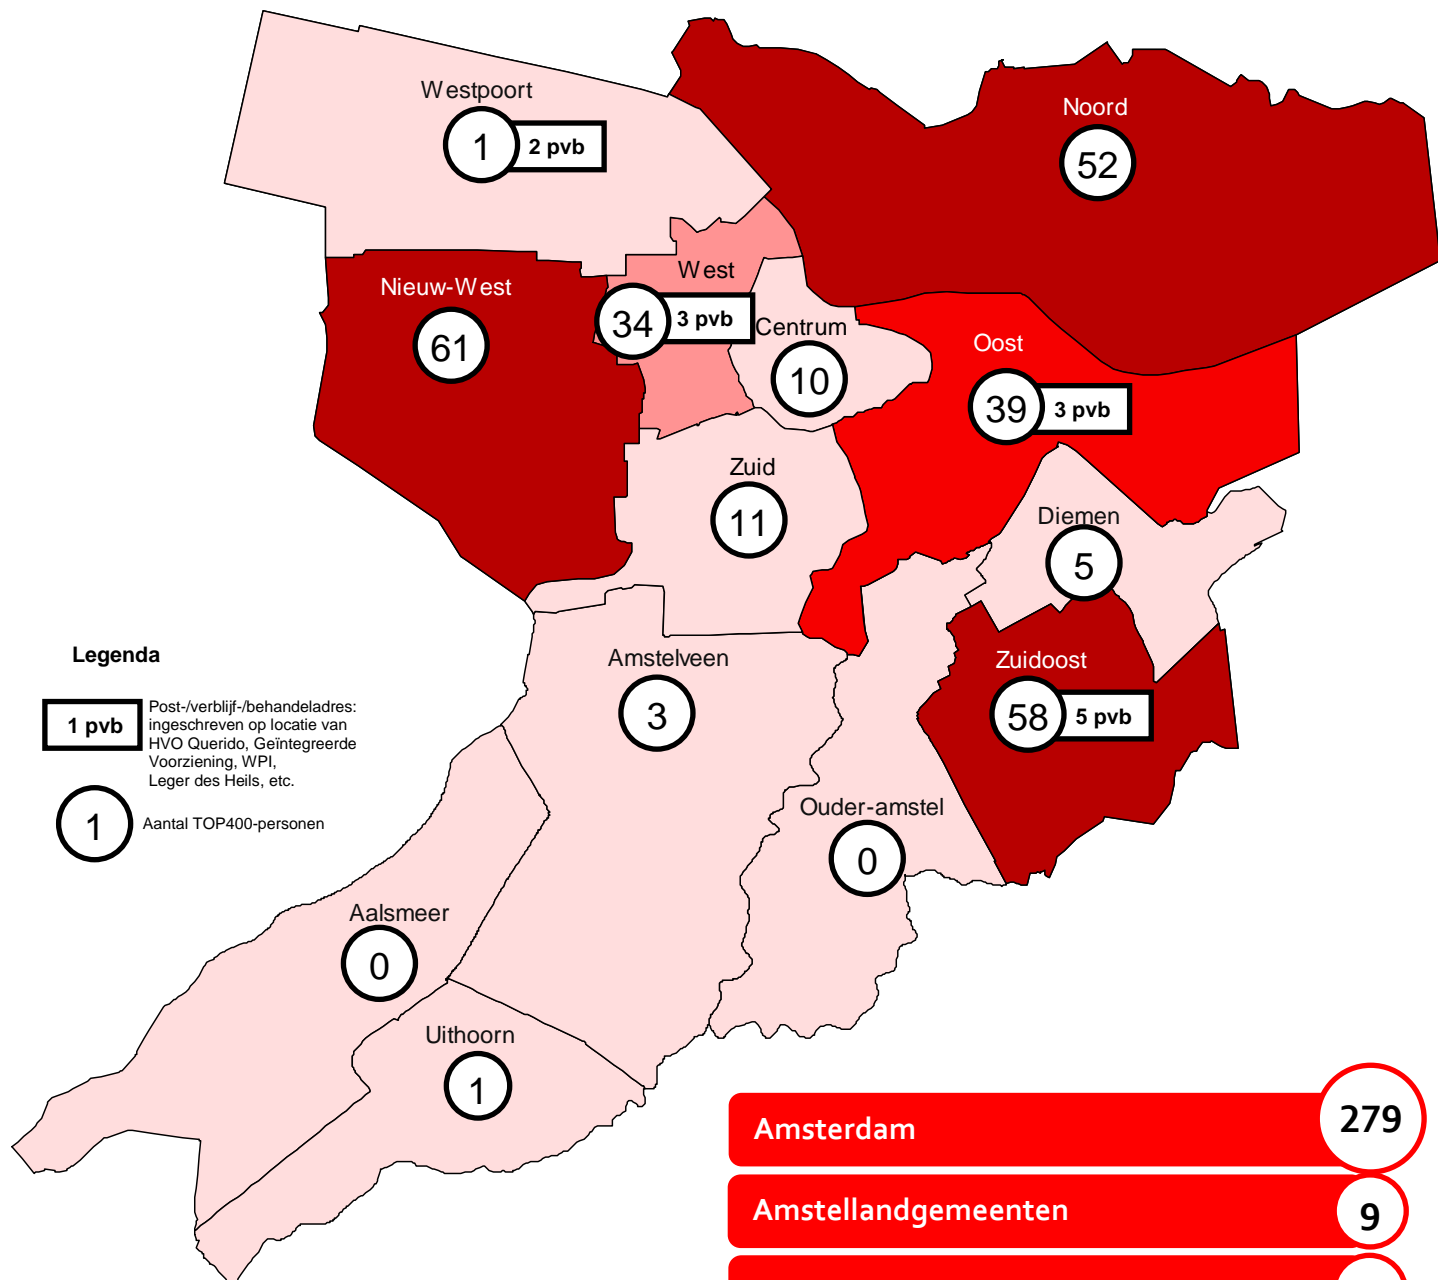 Westpoort
1
2 pvb
Noord
52
Nieuw-West
61
West
34
3 pvb
Centrum
10
Oost
39
3 pvb
Zuid
11
Diemen
5
Legenda
1 pvb
Post-/verblijf-/behandeladres:
ingeschreven op locatie van
HVO Querido, Geïntegreerde
Voorziening, WPI,
Leger des Heils, etc.
1
Aantal TOP400-personen
Amstelveen
3
Zuidoost
58
5 pvb
Ouder-amstel
0
Aalsmeer
0
Uithoorn
1
Amsterdam
279
Amstellandgemeenten
9